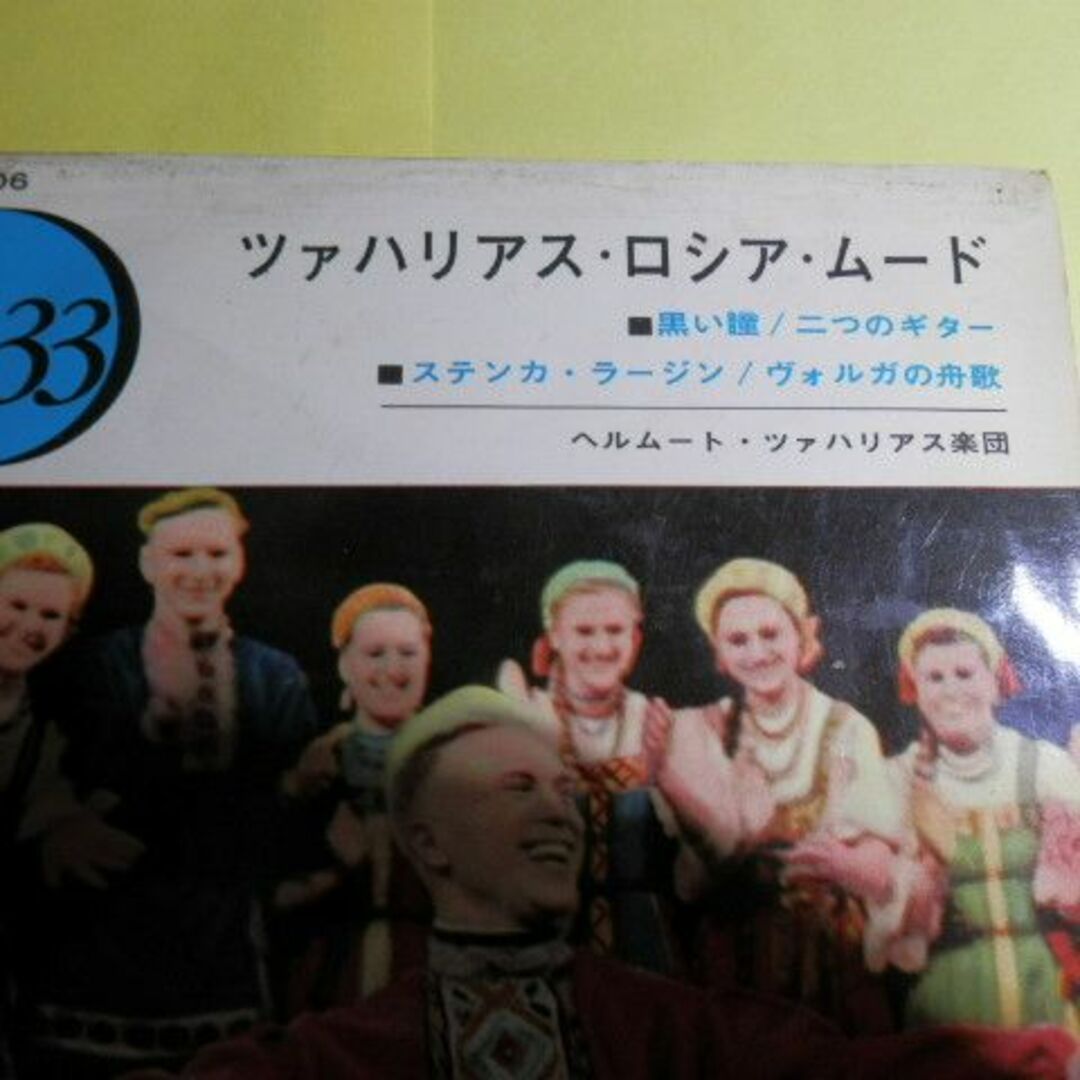 06
33
ツァハリアス・ロシア・ムード
■黒い瞳/二つのギター
■ステンカ・ラージン/ヴォルガの舟歌
ヘルムート・ツァハリアス楽団